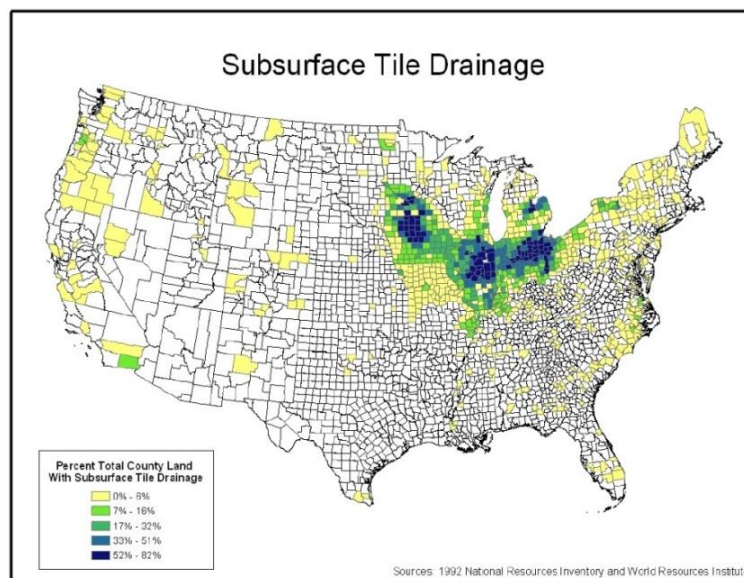 Subsurface Tile Drainage
Percent Total County Land
With Subsurface Tile Drainage
0% - 6%
7% - 16%
17% - 32%
33% - 51%
52% - 82%
Sources: 1992 National Resources Inventory and World Resources Institut